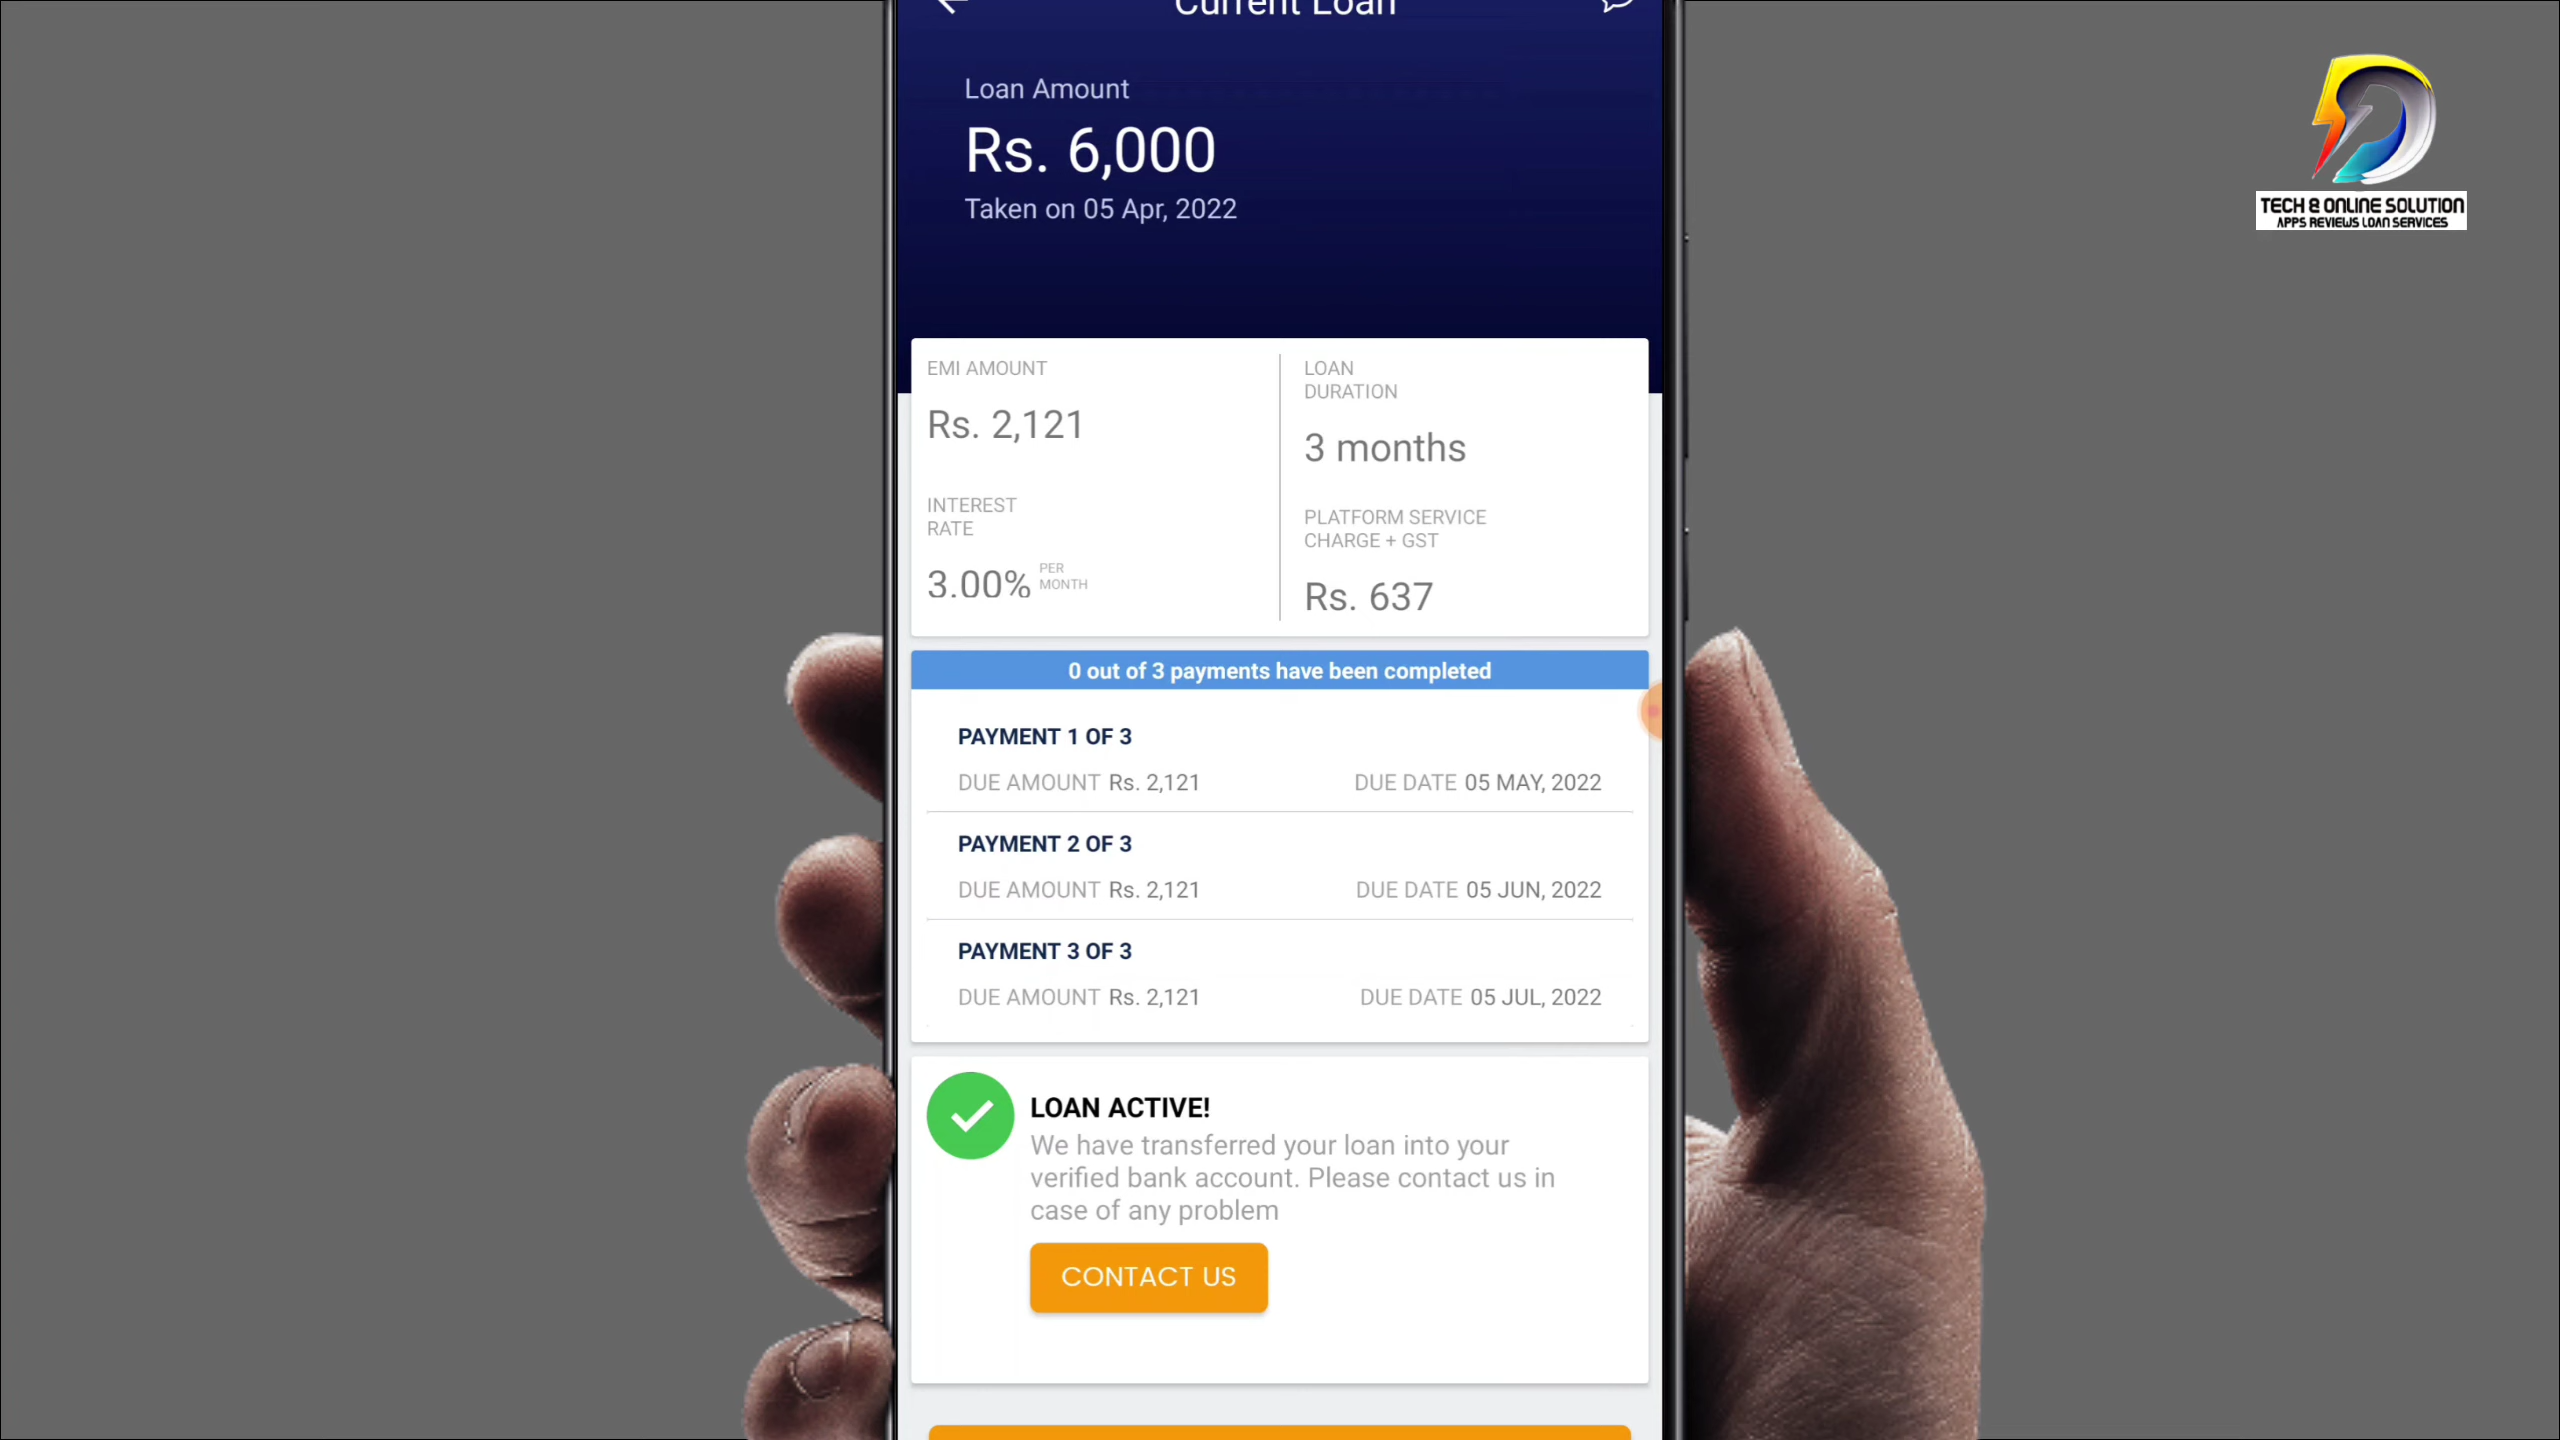 Current Loan
Loan Amount
Rs. 6,000
Taken on 05 Apr, 2022
EMI AMOUNT
Rs. 2,121
LOAN
DURATION
3 months
INTEREST
RATE
3.00% PER
MONTH
PLATFORM SERVICE
CHARGE + GST
Rs. 637
0 out of 3 payments have been completed
PAYMENT 1 OF 3
DUE AMOUNT Rs. 2,121 DUE DATE 05 MAY, 2022
PAYMENT 2 OF 3
DUE AMOUNT Rs. 2,121 DUE DATE 05 JUN, 2022
PAYMENT 3 OF 3
DUE AMOUNT Rs. 2,121 DUE DATE 05 JUL, 2022
LOAN ACTIVE!
We have transferred your loan into your
verified bank account. Please contact us in
case of any problem
CONTACT US
TECH & ONLINE SOLUTION
APPS REVIEWS LOAN SERVICES